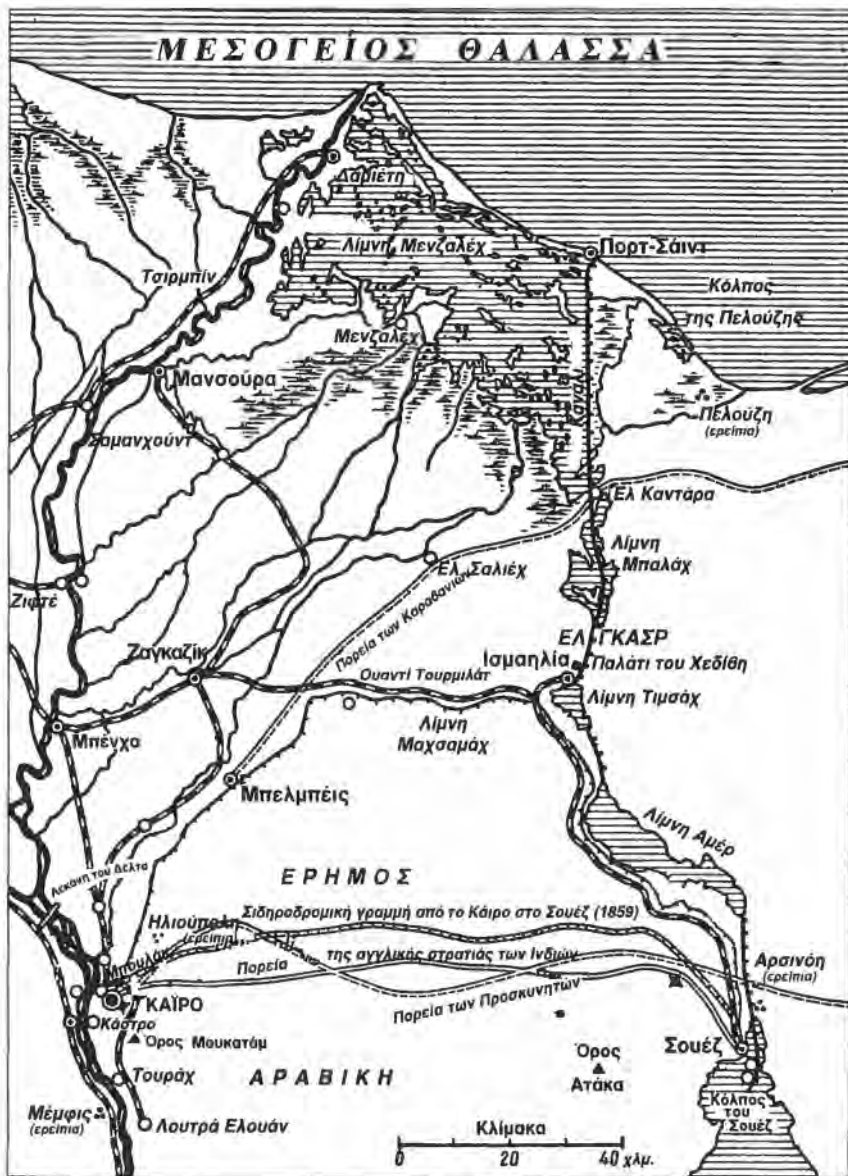 ΜΕΣΟΓΕΙΟΣ ΘΑΛΑΣΣΑ
Δαμιέτη
Λίμνη Μενζαλέχ
ΠΟΡΤ-ΣΑΪΝΤ
Τσιρμπίν
Κόλπος
της Πελούζης
Μενζαλέχ
Μανσούρα
Κανάλι
Πελούζη
(ερείπια)
Σαμανχούντ
Ελ Καντάρα
Λίμνη
Μπαλάχ
Ελ Σαλιέχ
Ζιφτέ
Πορεία των Καραβανιών
ΕΛ ΓΚΑΣΡ
Ζαγκαζίκ
Ισμαηλία
Παλάτι του Χεδίβη
Ουαντί Τουρμιλάτ
Λίμνη Τιμσάχ
Λίμνη
Μαχσαμάχ
Μπένχα
Μπελμπέις
Λίμνη Αμέρ
Λεκάνη του Δέλτα
ΕΡΗΜΟΣ
Ηλιούπολη
(ερείπια)
Σιδηροδρομική γραμμή από το Κάιρο στο Σουέζ (1859)
Μπουλάκ
Πορεία
της αγγλικής στρατιάς των Ινδιών
Αρσινόη
(ερείπια)
Πορεία των Προσκυνητών
ΚΑΪΡΟ
Κάστρο
Όρος Μουκατάμ
Σουέζ
Όρος
Ατάκα
Τουράχ
ΑΡΑΒΙΚΗ
Μέμφις
(ερείπια)
Λουτρά Ελουάν
Κόλπος
του
Σουέζ
Κλίμακα
0 20 40 χλμ.